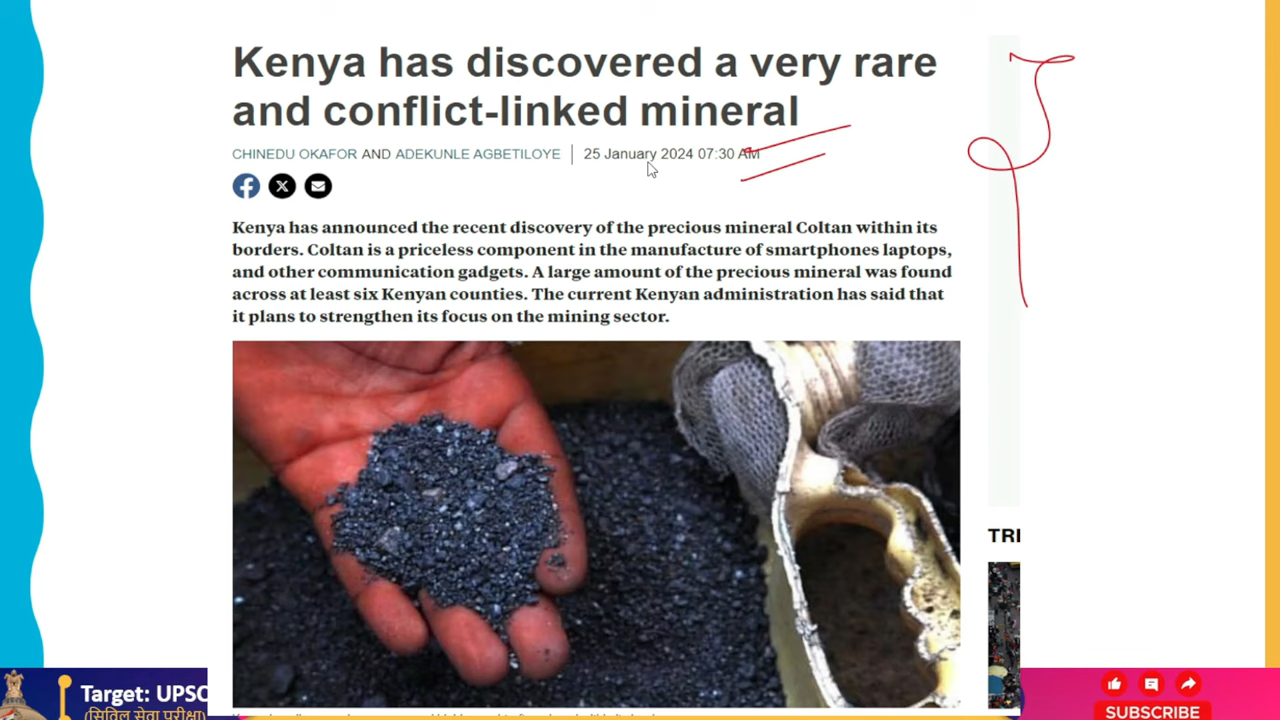 Kenya has discovered a very rare
and conflict-linked mineral
CHINEDU OKAFOR AND ADEKUNLE AGBETILOYE | 25 January 2024 07:30 AM
Kenya has announced the recent discovery of the precious mineral Coltan within its
borders. Coltan is a priceless component in the manufacture of smartphones laptops,
and other communication gadgets. A large amount of the precious mineral was found
across at least six Kenyan counties. The current Kenyan administration has said that
it plans to strengthen its focus on the mining sector.
TRI
Target: UPSC
(सिविल सेवा परीक्षा)
SUBSCRIBE